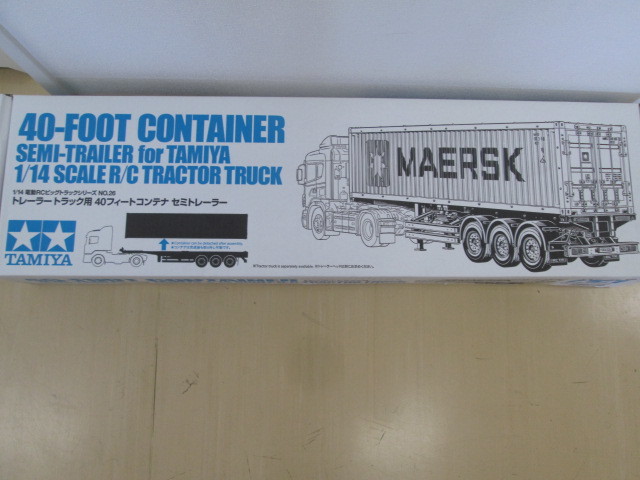 40-FOOT CONTAINER
SEMI-TRAILER for TAMIYA
1/14 SCALE R/C TRACTOR TRUCK
1/14 電動RCビッグトラックシリーズ NO.26
トレーラートラック用 40フィートコンテナ セミトレーラー
TAMIYA
MAERSK